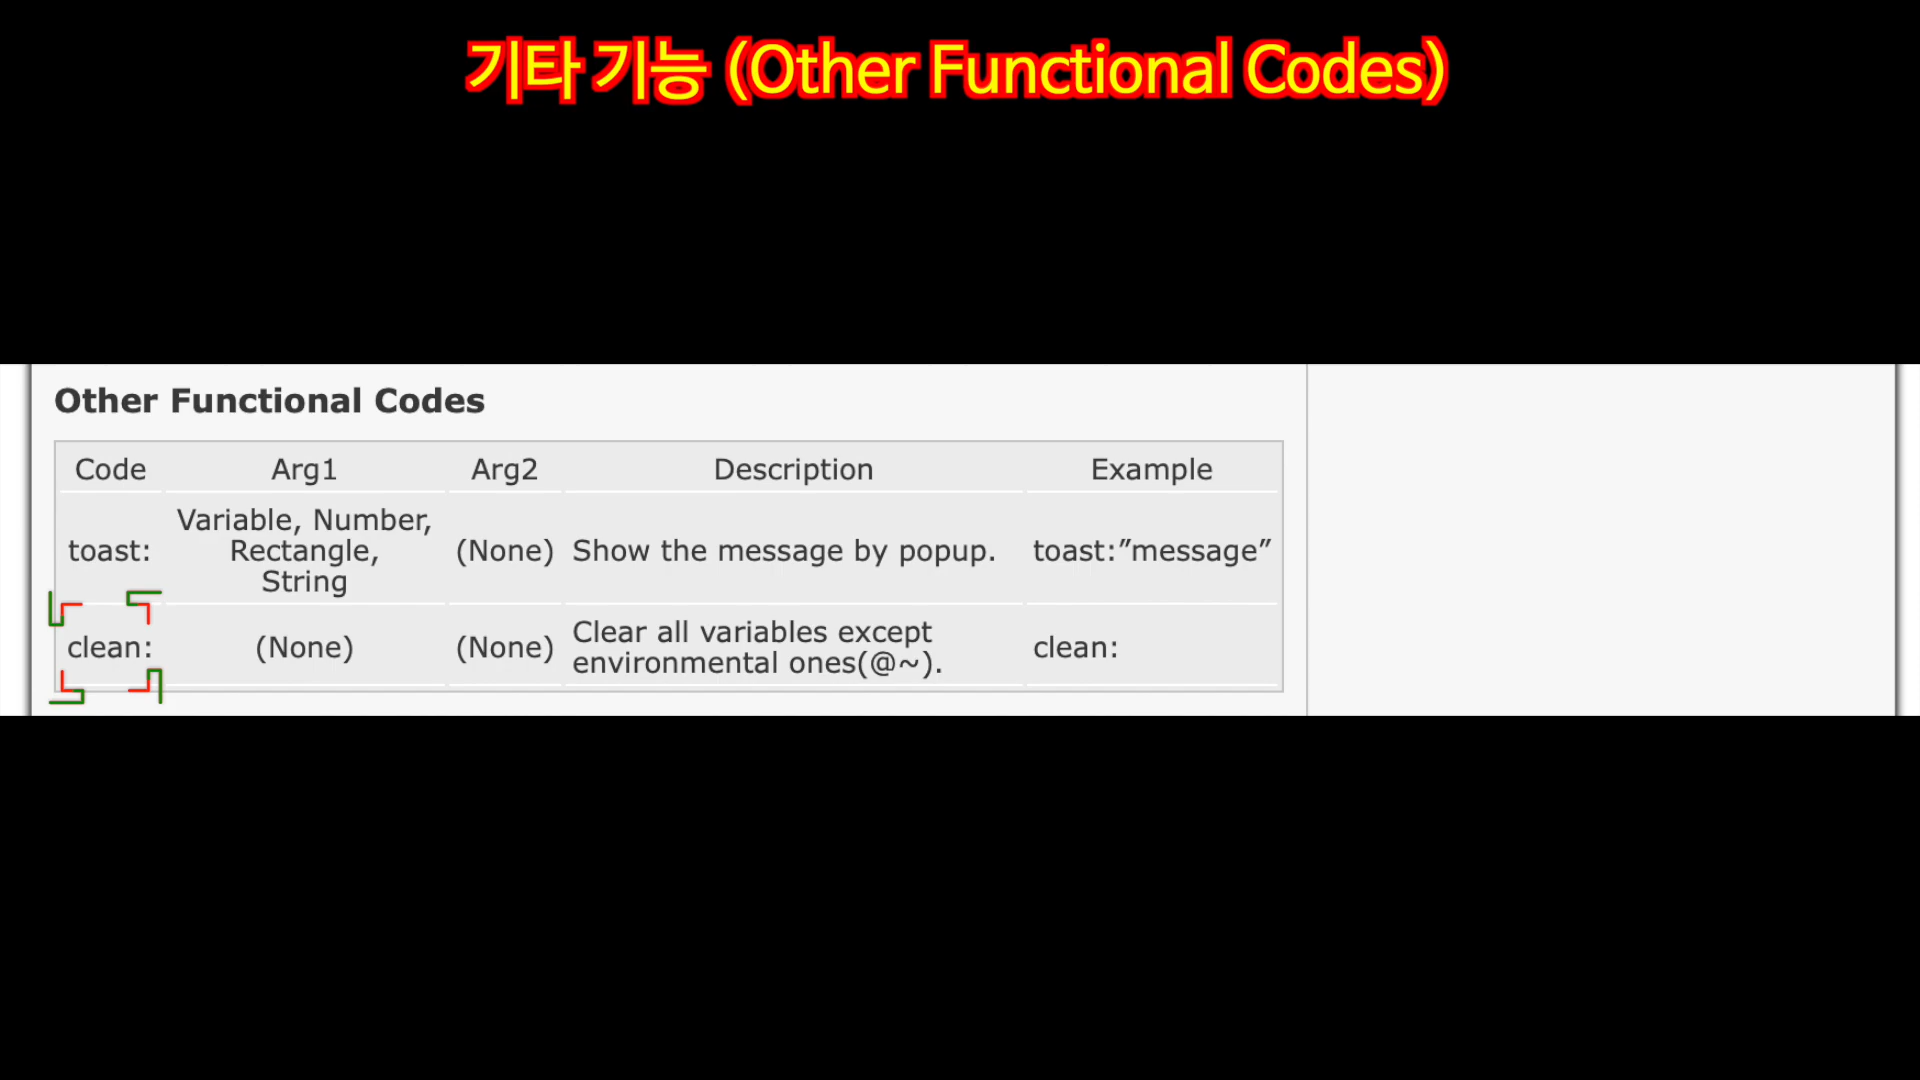 기타 기능 (Other Functional Codes)
Other Functional Codes
Code Arg1 Arg2 Description Example
toast: Variable, Number, Rectangle, String (None) Show the message by popup. toast:”message”
clean: (None) (None) Clear all variables except environmental ones(@~). clean: